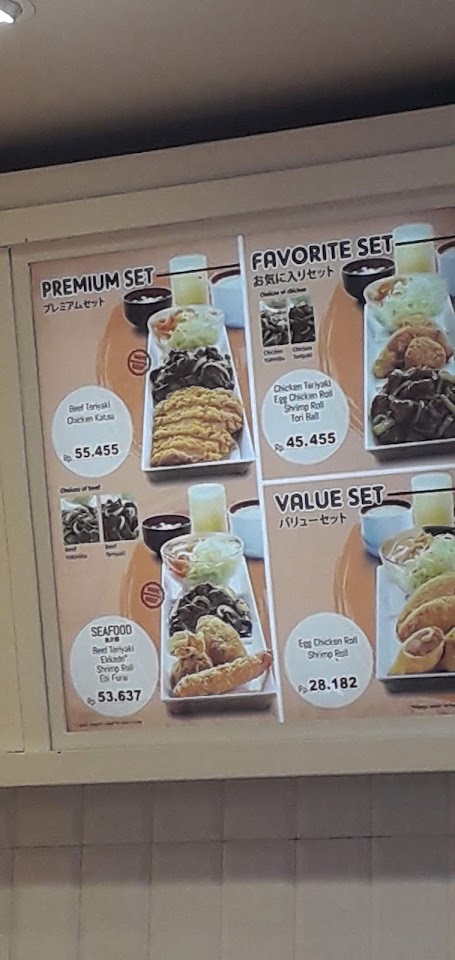 PREMIUM SET
プレミアムセット
Beef Teriyaki
Chicken Katsu
Rp. 55.455
Choices of beef
Beef
Yakiniku
Beef
Teriyaki
SEAFOOD
Beef Teriyaki
Ekkado*
Shrimp Roll
Ebi Furai
Rp. 53.637
FAVORITE SET
お気に入りセット
Choices of chicken
Chicken
Yakiniku
Chicken
Teriyaki
Chicken Teriyaki
Egg Chicken Roll
Shrimp Roll
Tori Ball
Rp. 45.455
VALUE SET
バリューセット
Egg Chicken Roll
Shrimp Roll
Rp. 28.182